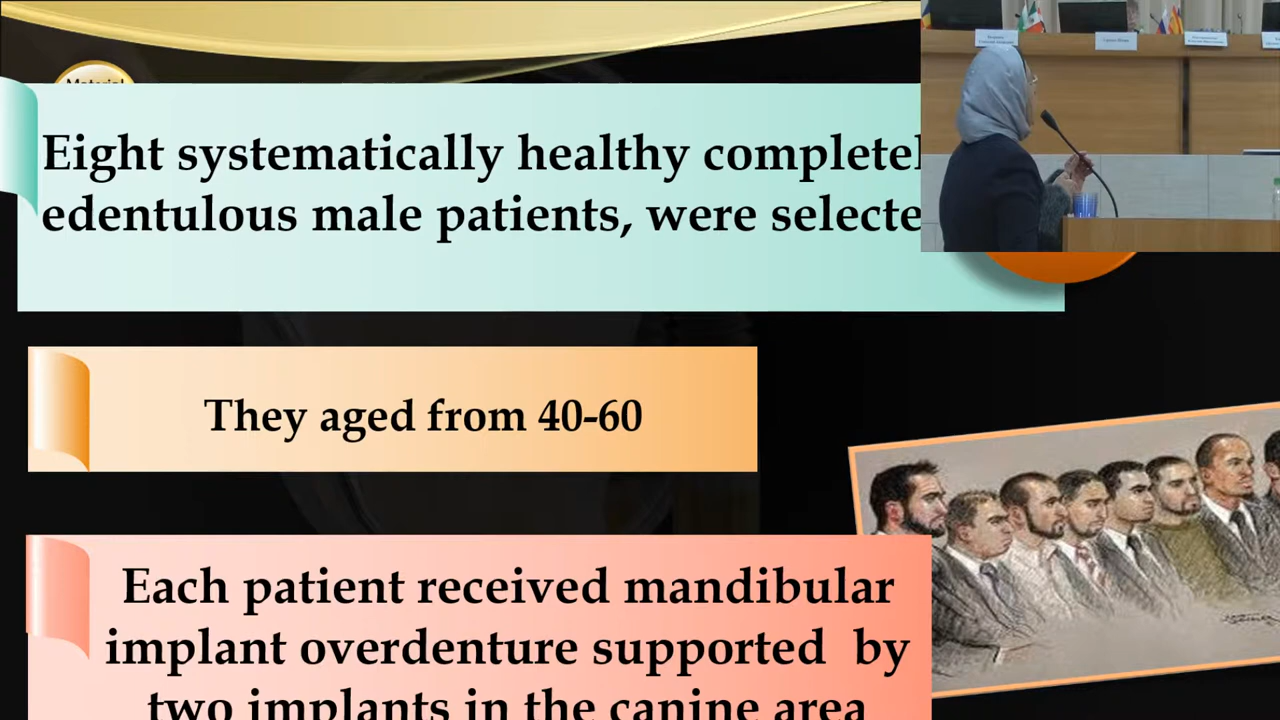 Material
Eight systematically healthy completel
edentulous male patients, were selecte
They aged from 40-60
Each patient received mandibular
implant overdenture supported by
two implants in the canine area